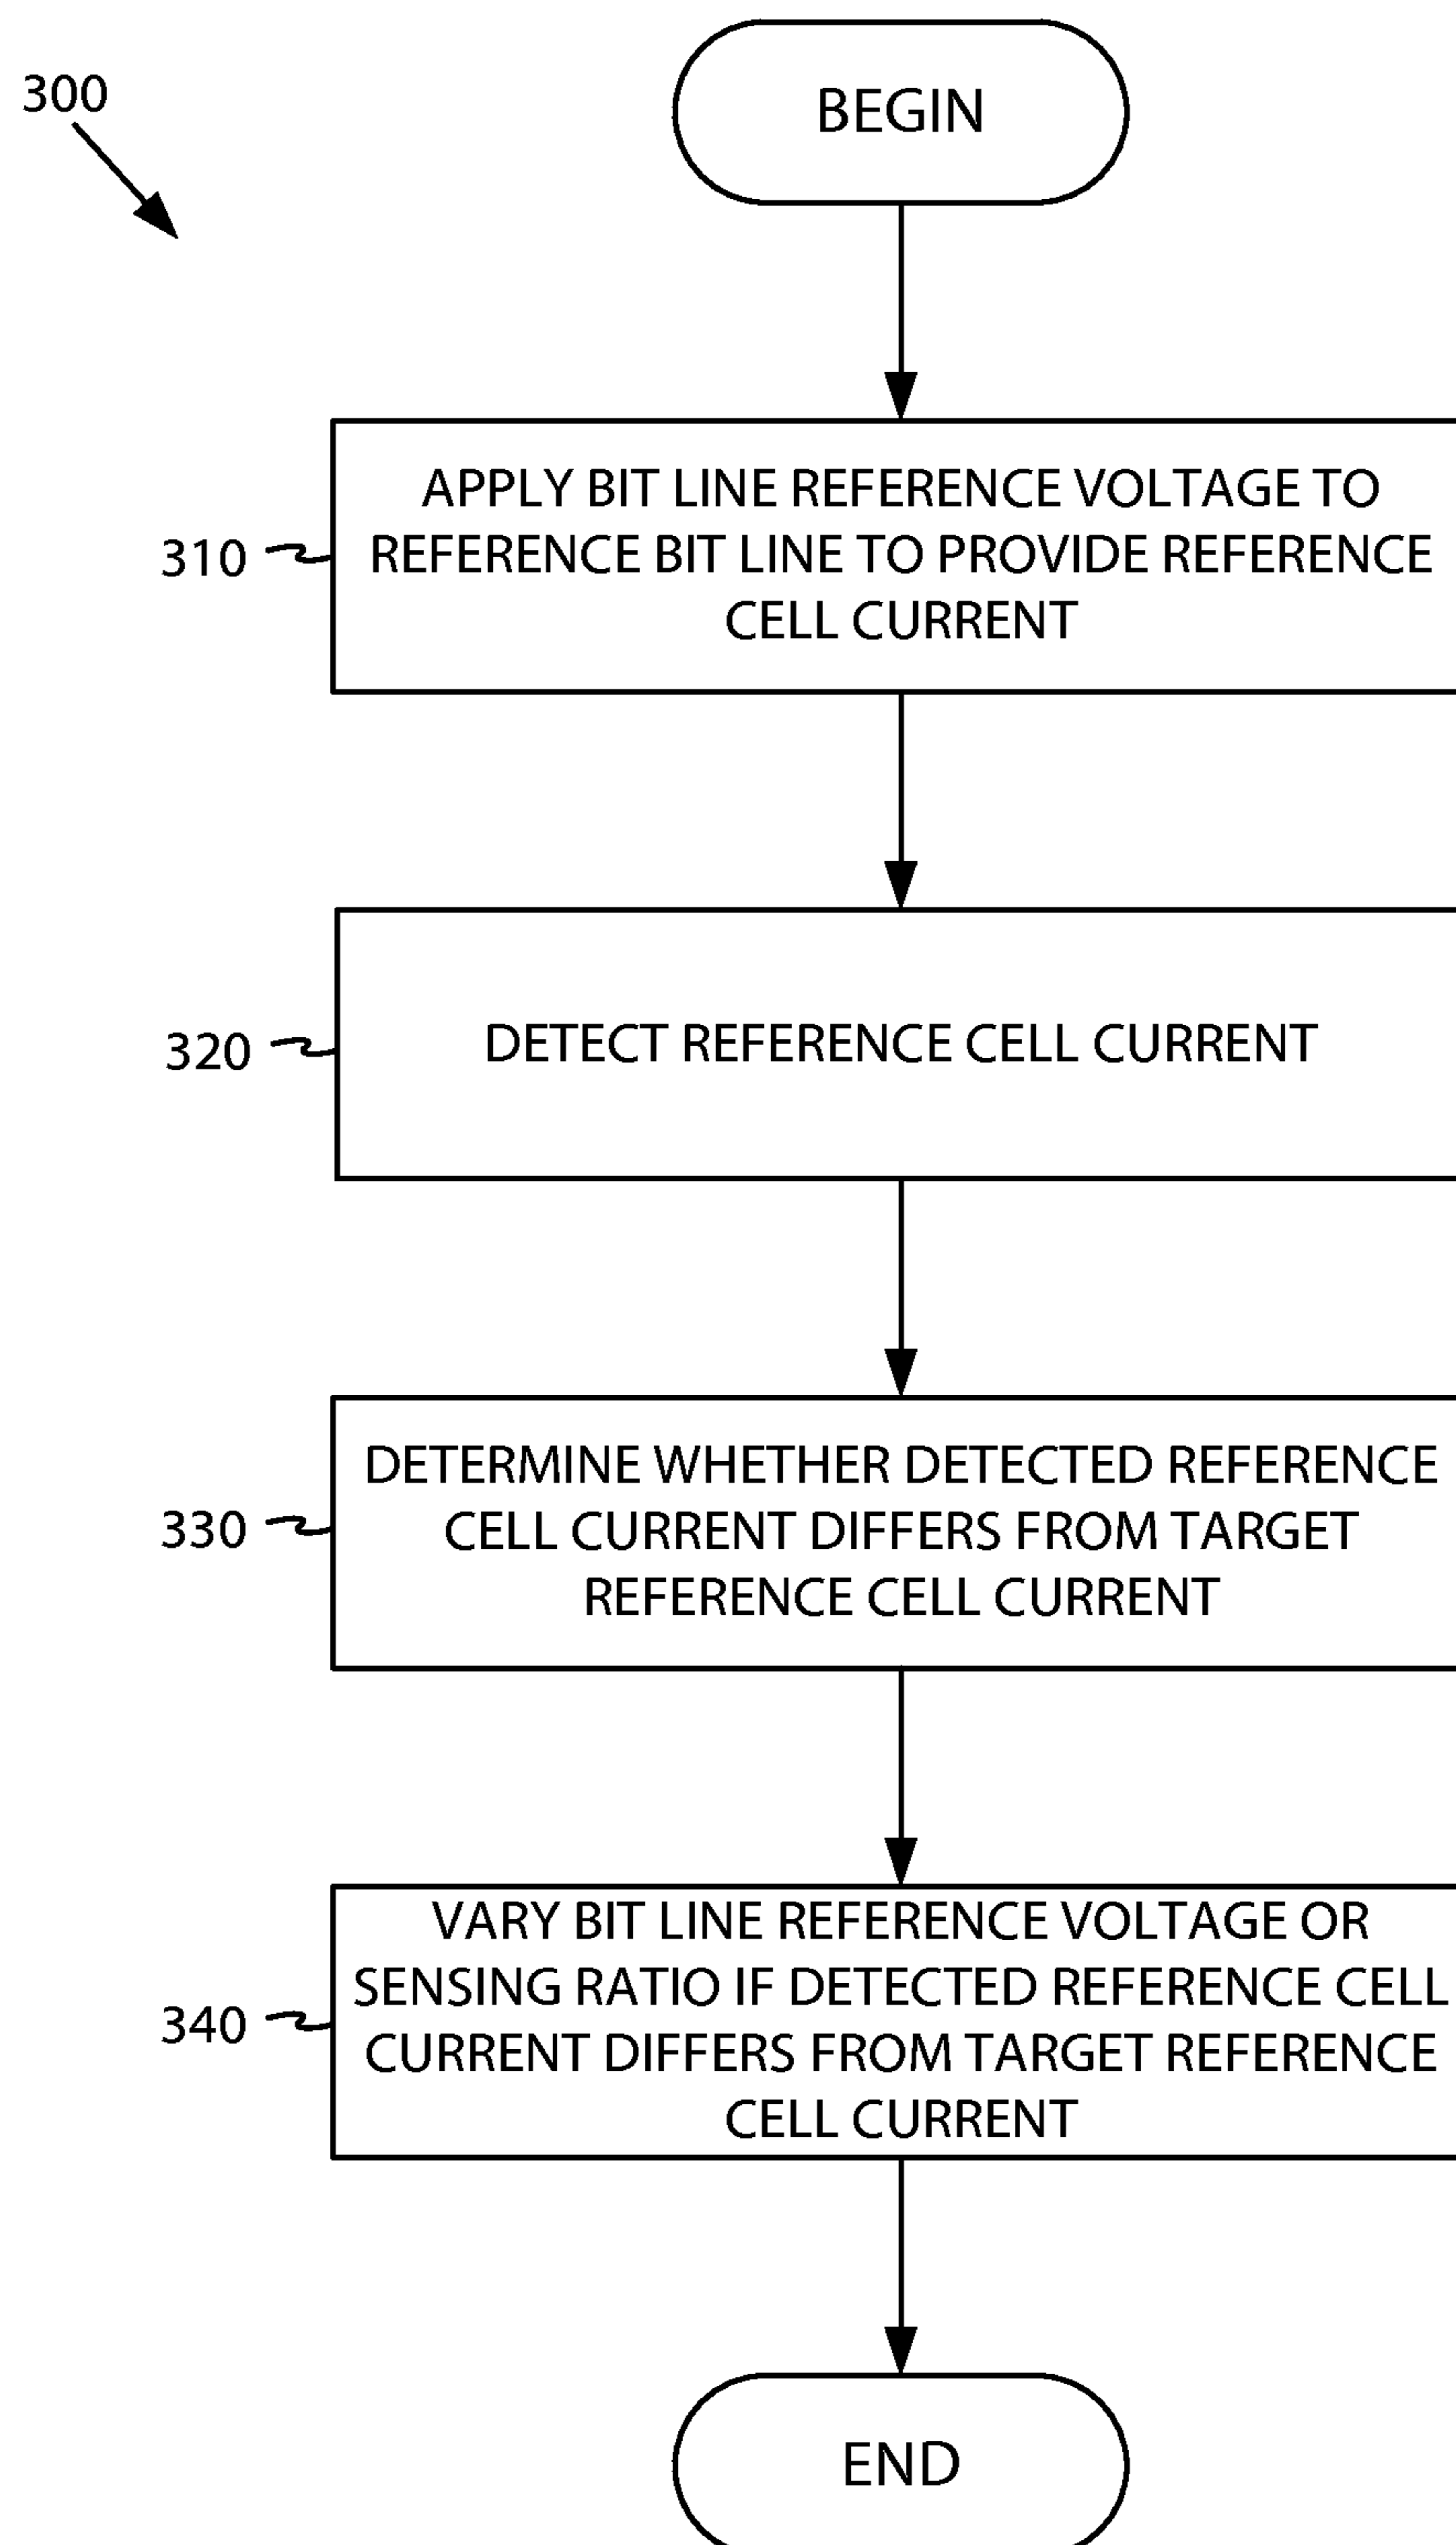 300
BEGIN
310
APPLY BIT LINE REFERENCE VOLTAGE TO
REFERENCE BIT LINE TO PROVIDE REFERENCE
CELL CURRENT
320
DETECT REFERENCE CELL CURRENT
330
DETERMINE WHETHER DETECTED REFERENCE
CELL CURRENT DIFFERS FROM TARGET
REFERENCE CELL CURRENT
340
VARY BIT LINE REFERENCE VOLTAGE OR
SENSING RATIO IF DETECTED REFERENCE CELL
CURRENT DIFFERS FROM TARGET REFERENCE
CELL CURRENT
END